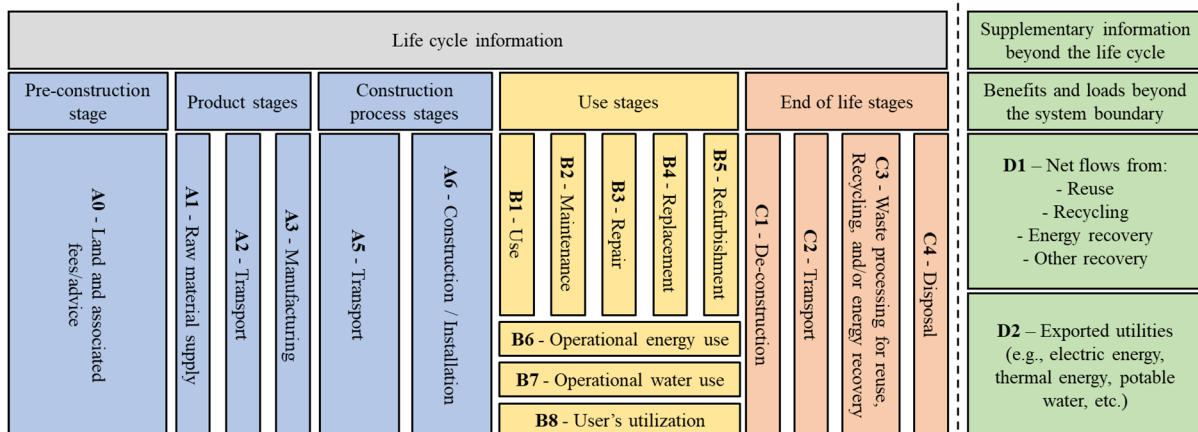 Life cycle information
Supplementary information
beyond the life cycle
Pre-construction
stage
Product stages
Construction
process stages
Use stages
End of life stages
Benefits and loads beyond
the system boundary
A0 - Land and associated
fees/advice
A1 - Raw material supply
A2 - Transport
A3 - Manufacturing
A5 - Transport
A6 - Construction / Installation
B1 - Use
B2 - Maintenance
B3 - Repair
B4 - Replacement
B5 - Refurbishment
B6 - Operational energy use
B7 - Operational water use
B8 - User's utilization
C1 - De-construction
C2 - Transport
C3 - Waste processing for reuse,
Recycling, and/or energy recovery
C4 - Disposal
D1 – Net flows from:
- Reuse
- Recycling
- Energy recovery
- Other recovery
D2 – Exported utilities
(e.g., electric energy,
thermal energy, potable
water, etc.)